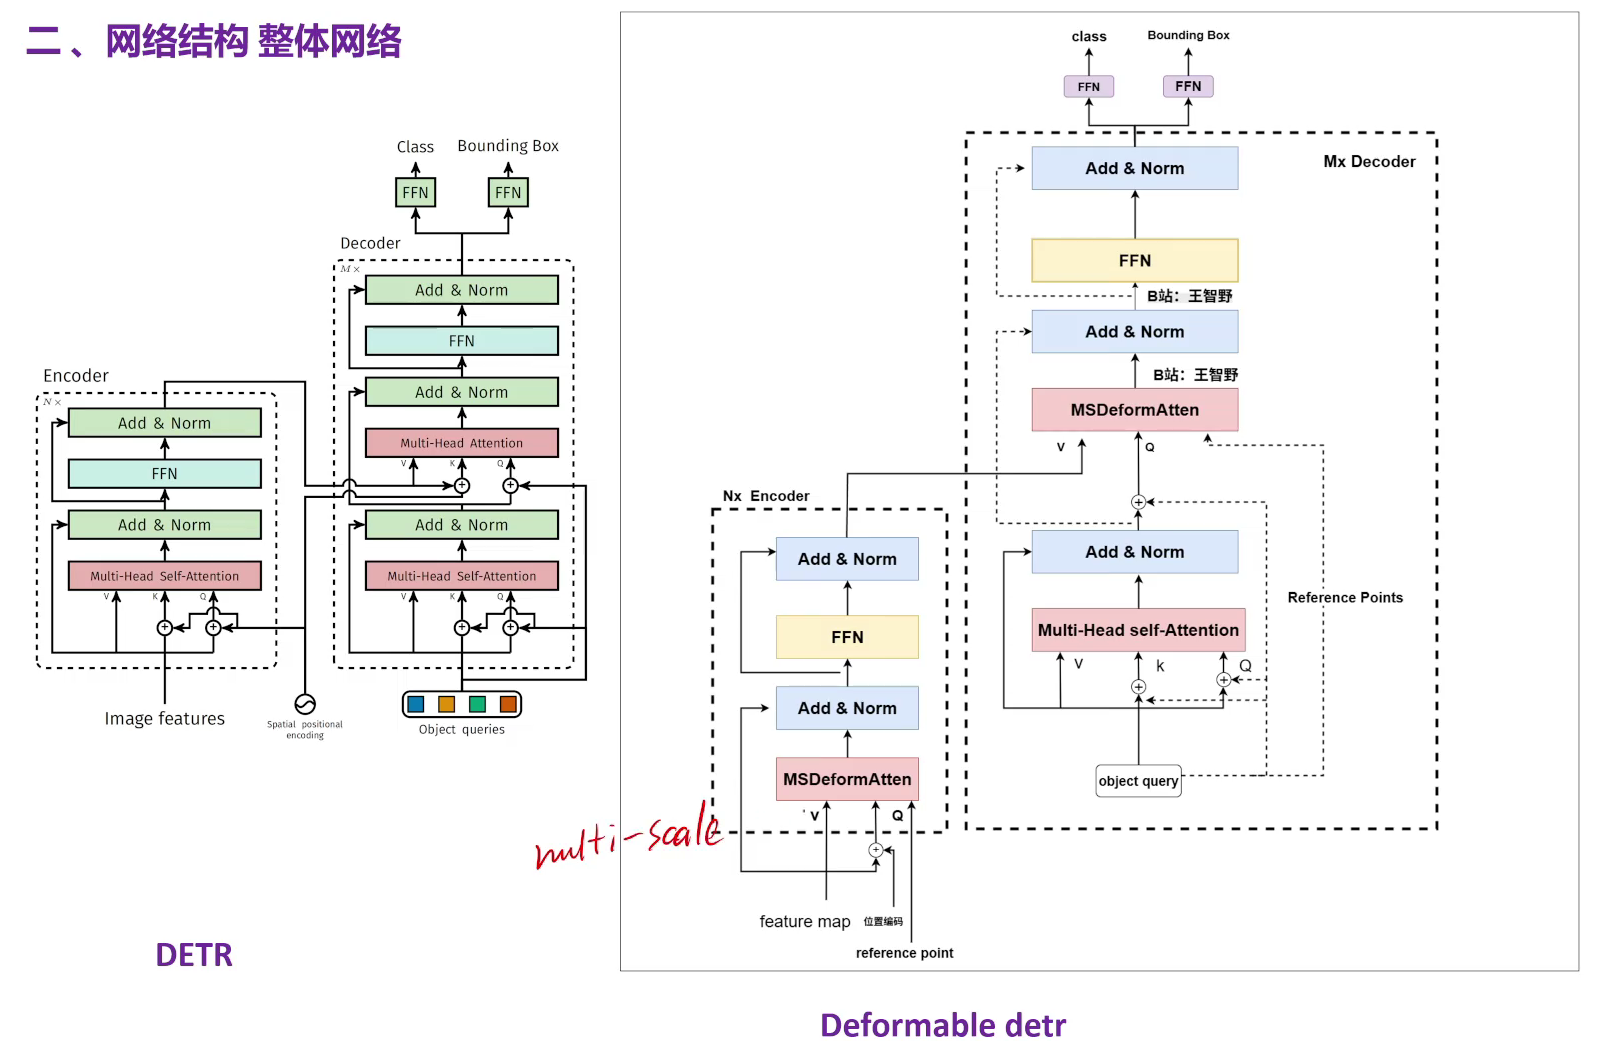 二、网络结构 整体网络
Class
Bounding Box
FFN
FFN
Decoder
M×
Add & Norm
FFN
Add & Norm
Multi-Head Attention
V
K
Q
Add & Norm
Multi-Head Self-Attention
V
K
Q
Object queries
Encoder
N×
Add & Norm
FFN
Add & Norm
Multi-Head Self-Attention
V
K
Q
Image features
Spatial positional
encoding
DETR
class
Bounding Box
FFN
FFN
Mx Decoder
Add & Norm
FFN
B站：王智野
Add & Norm
B站：王智野
MSDeformAtten
V
Q
Add & Norm
Reference Points
Multi-Head self-Attention
V
k
Q
object query
Nx Encoder
Add & Norm
FFN
Add & Norm
MSDeformAtten
V
Q
multi-scale
feature map
位置编码
reference point
Deformable detr